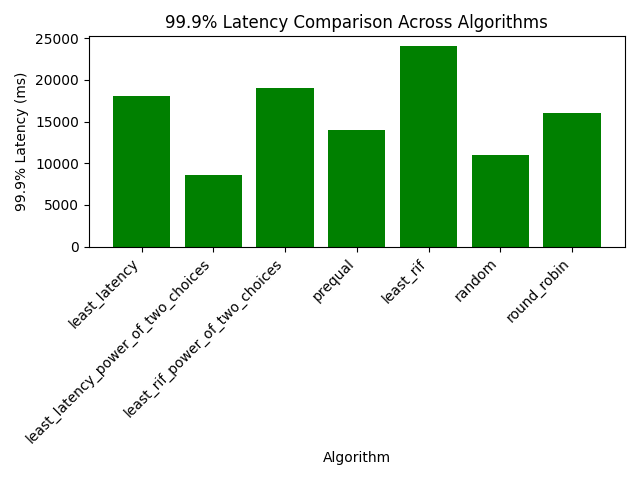 99.9% Latency Comparison Across Algorithms
99.9% Latency (ms)
25000
20000
15000
10000
5000
0
least_latency
least_latency_power_of_two_choices
least_rif_power_of_two_choices
prequal
least_rif
random
round_robin
Algorithm